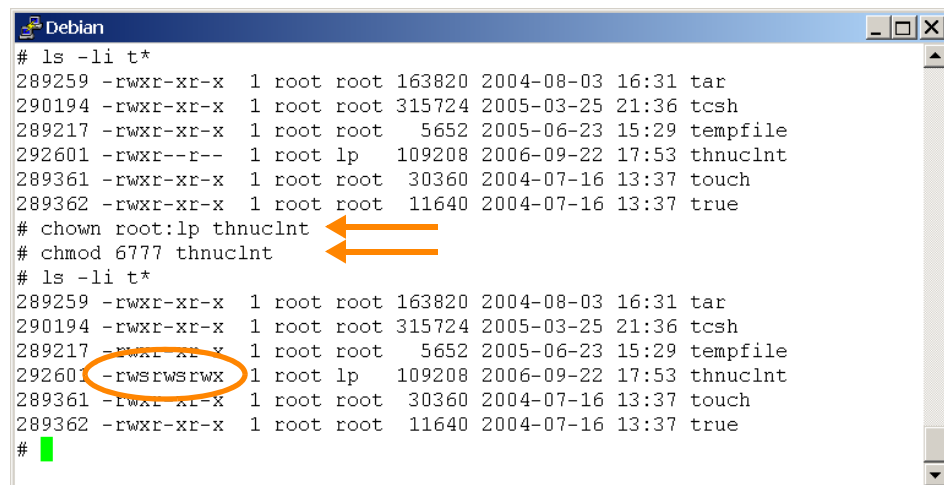 Debian
# ls -li t*
289259 -rwxr-xr-x  1 root root 163820 2004-08-03 16:31 tar
290194 -rwxr-xr-x  1 root root 315724 2005-03-25 21:36 tcsh
289217 -rwxr-xr-x  1 root root   5652 2005-06-23 15:29 tempfile
292601 -rwxr--r--  1 root lp   109208 2006-09-22 17:53 thnuclnt
289361 -rwxr-xr-x  1 root root  30360 2004-07-16 13:37 touch
289362 -rwxr-xr-x  1 root root  11640 2004-07-16 13:37 true
# chown root:lp thnuclnt
# chmod 6777 thnuclnt
# ls -li t*
289259 -rwxr-xr-x  1 root root 163820 2004-08-03 16:31 tar
290194 -rwxr-xr-x  1 root root 315724 2005-03-25 21:36 tcsh
289217 -rwxr-xr-x  1 root root   5652 2005-06-23 15:29 tempfile
292601 -rwsrwsrwx  1 root lp   109208 2006-09-22 17:53 thnuclnt
289361 -rwxr-xr-x  1 root root  30360 2004-07-16 13:37 touch
289362 -rwxr-xr-x  1 root root  11640 2004-07-16 13:37 true
#